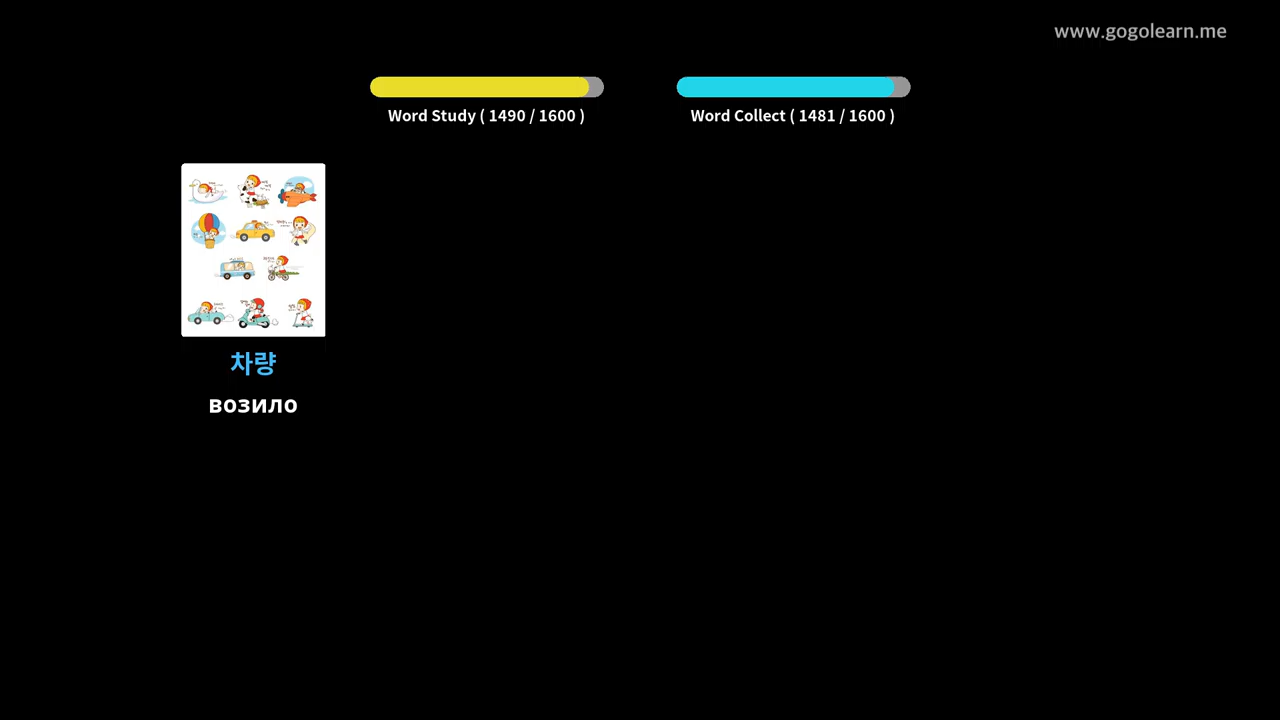 www.gogolearn.me
Word Study ( 1490 / 1600 )
Word Collect ( 1481 / 1600 )
차량
возило